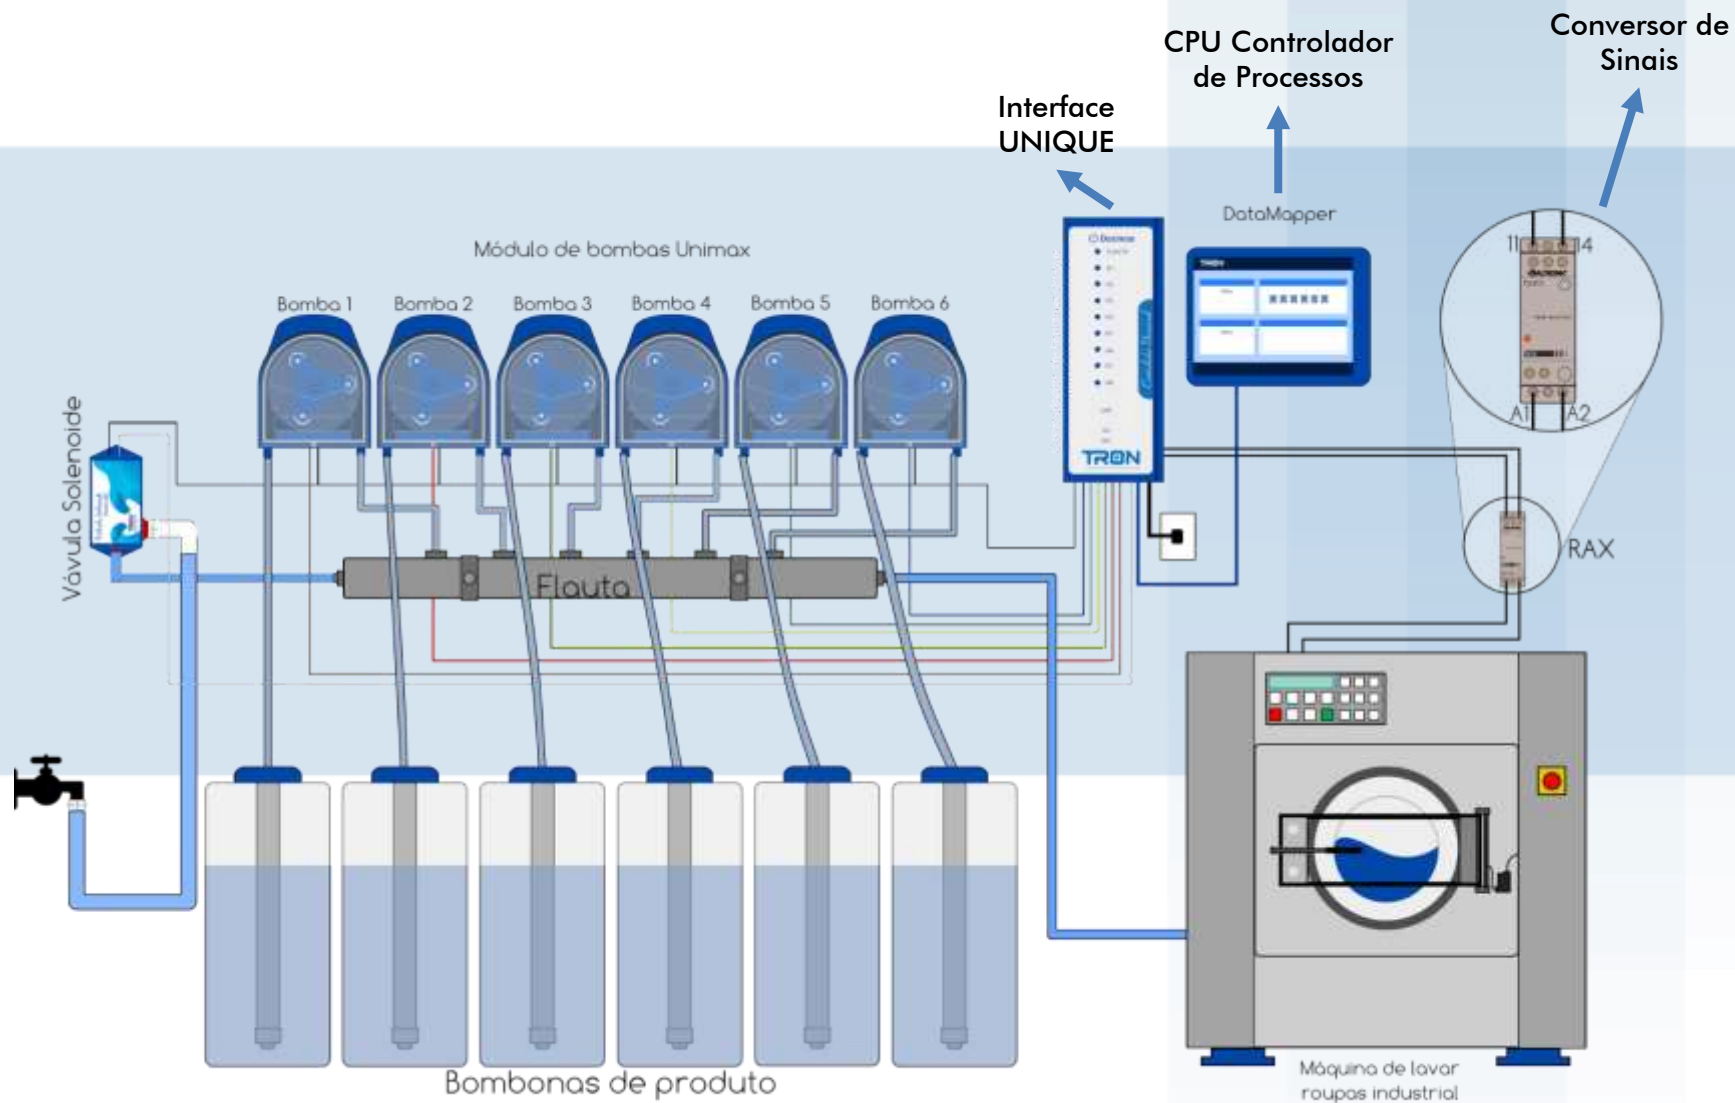 Conversor de
Sinais
CPU Controlador
de Processos
Interface
UNIQUE
DataMapper
Módulo de bombas Unimax
Bomba 1
Bomba 2
Bomba 3
Bomba 4
Bomba 5
Bomba 6
11
14
A1
A2
TRON
TRON
Vávula Solenoide
Flauta
RAX
Bombonas de produto
Máquina de lavar
roupas industrial